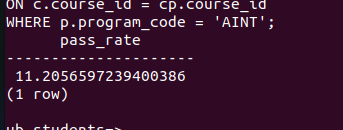 ON c.course_id = cp.course_id
WHERE p.program_code = 'AINT';
pass_rate
---------------------
11.2056597239400386
(1 row)